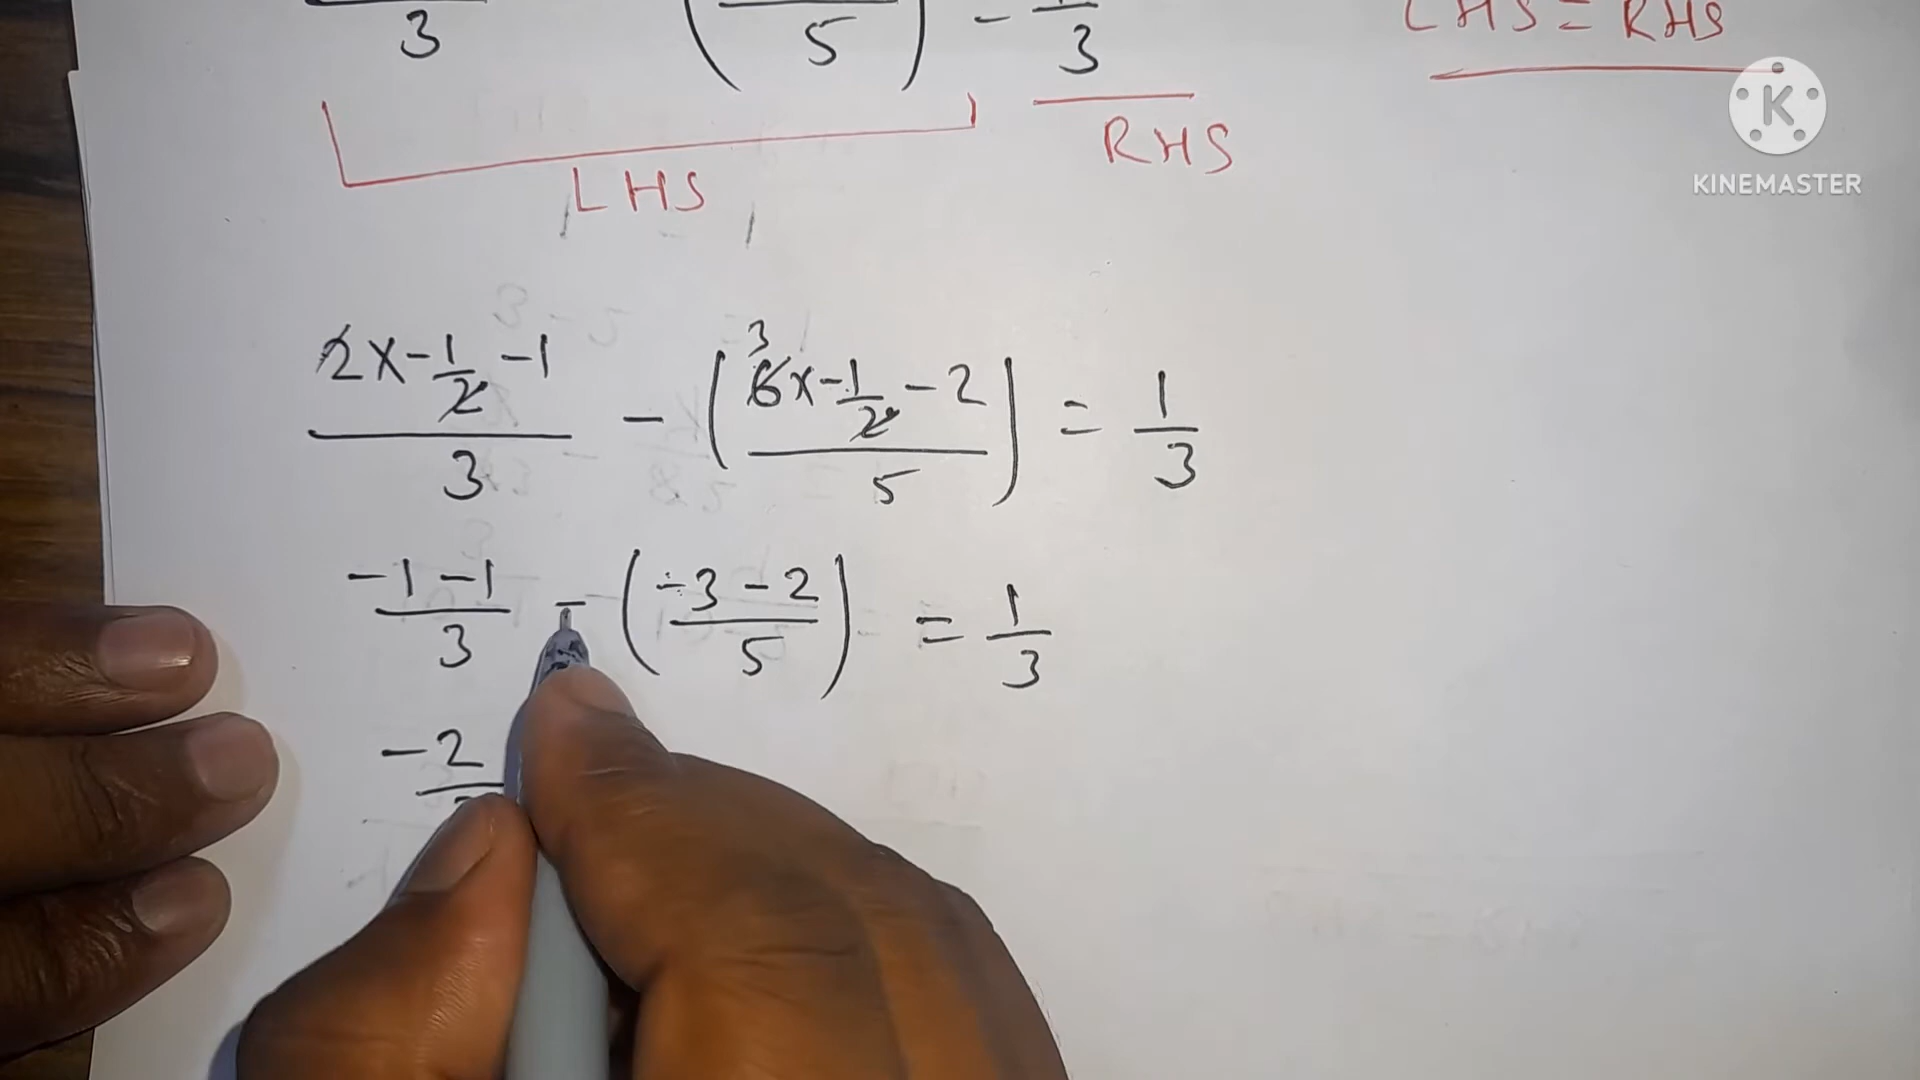 3 ( 5 ) - 1/3 LHS = RHS
LHS RHS
KINEMASTER
(2x-1/2 -1)/3 - ((6x-1/2 -2)/5) = 1/3
3
(-1-1)/3 - ((-3-2)/5) = 1/3
-2